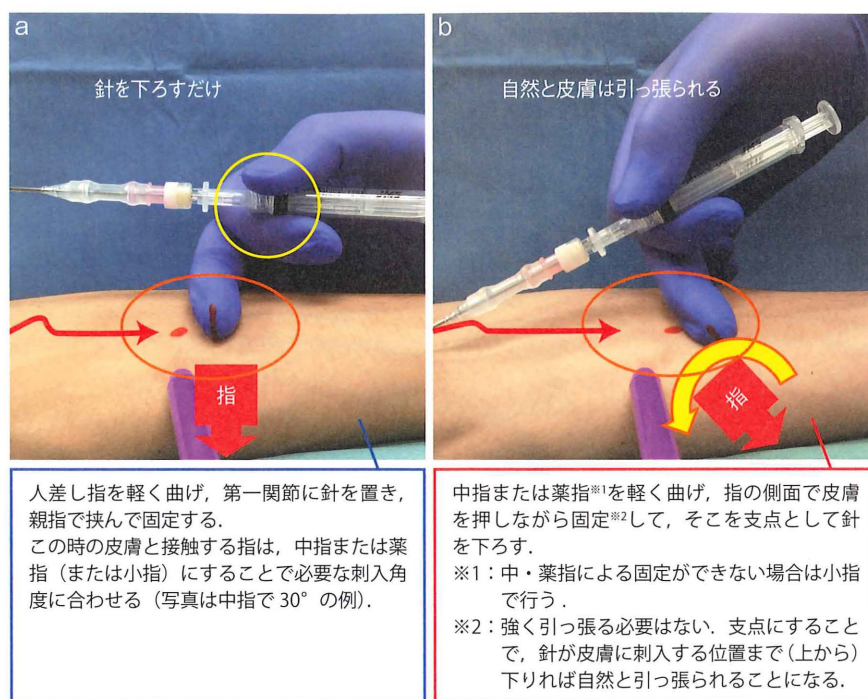 a
針を下ろすだけ
指
人差し指を軽く曲げ，第一関節に針を置き，
親指で挟んで固定する．
この時の皮膚と接触する指は，中指または薬
指（または小指）にすることで必要な刺入角
度に合わせる（写真は中指で 30°の例）．
b
自然と皮膚は引っ張られる
指
中指または薬指※1を軽く曲げ，指の側面で皮膚
を押しながら固定※2して，そこを支点として針
を下ろす．
※1：中・薬指による固定ができない場合は小指
で行う．
※2：強く引っ張る必要はない．支点にすること
で，針が皮膚に刺入する位置まで（上から）
下りれば自然と引っ張られることになる．